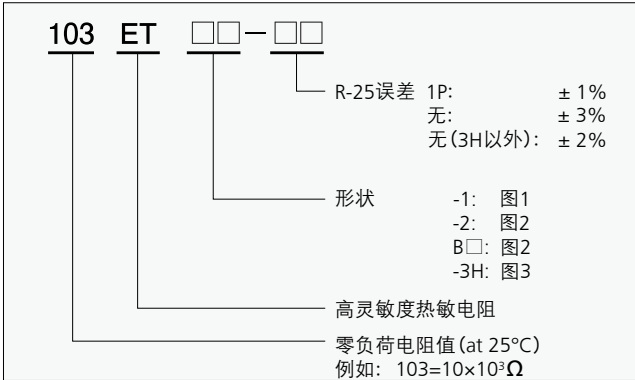 103 ET □□-□□
R-25误差 1P: ± 1%
无: ± 3%
无(3H以外): ± 2%
形状 -1: 图1
-2: 图2
B□: 图2
-3H: 图3
高灵敏度热敏电阻
零负荷电阻值(at 25°C)
例如: 103=10×10³Ω